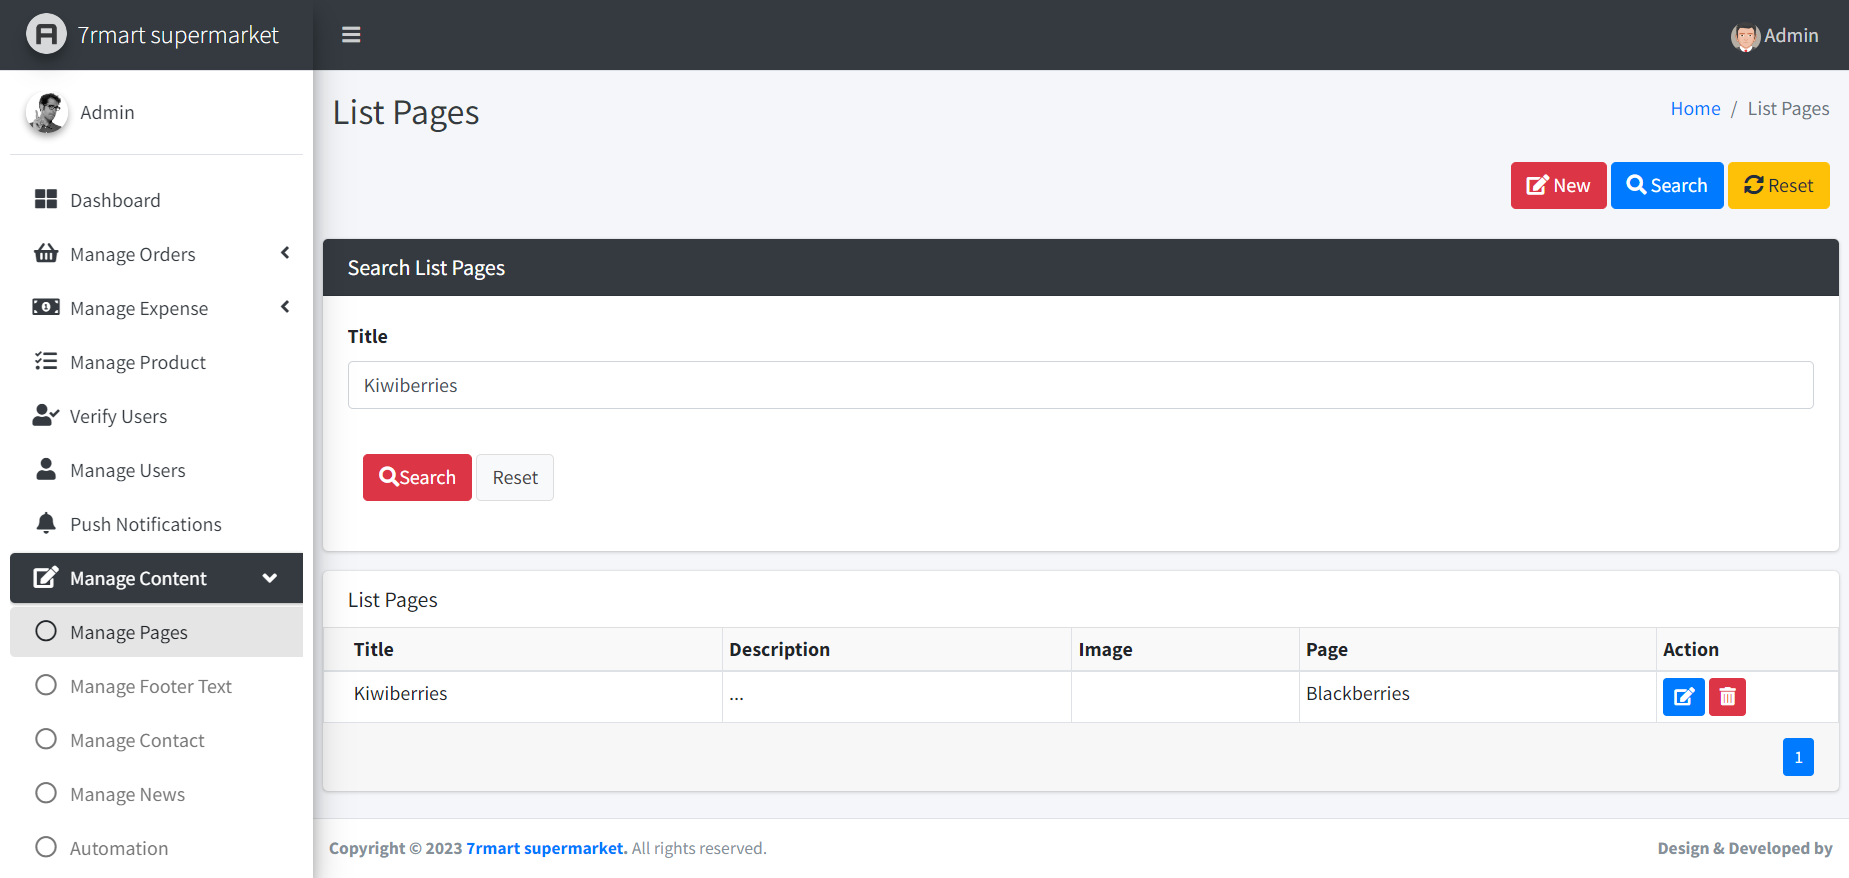 7rmart supermarket
Admin
Admin
Dashboard
Manage Orders
Manage Expense
Manage Product
Verify Users
Manage Users
Push Notifications
Manage Content
Manage Pages
Manage Footer Text
Manage Contact
Manage News
Automation
List Pages
Home / List Pages
New Search Reset
Search List Pages
Title
Kiwiberries
Search Reset
List Pages
Title Description Image Page Action
Kiwiberries ... Blackberries
1
Copyright © 2023 7rmart supermarket. All rights reserved.
Design & Developed by